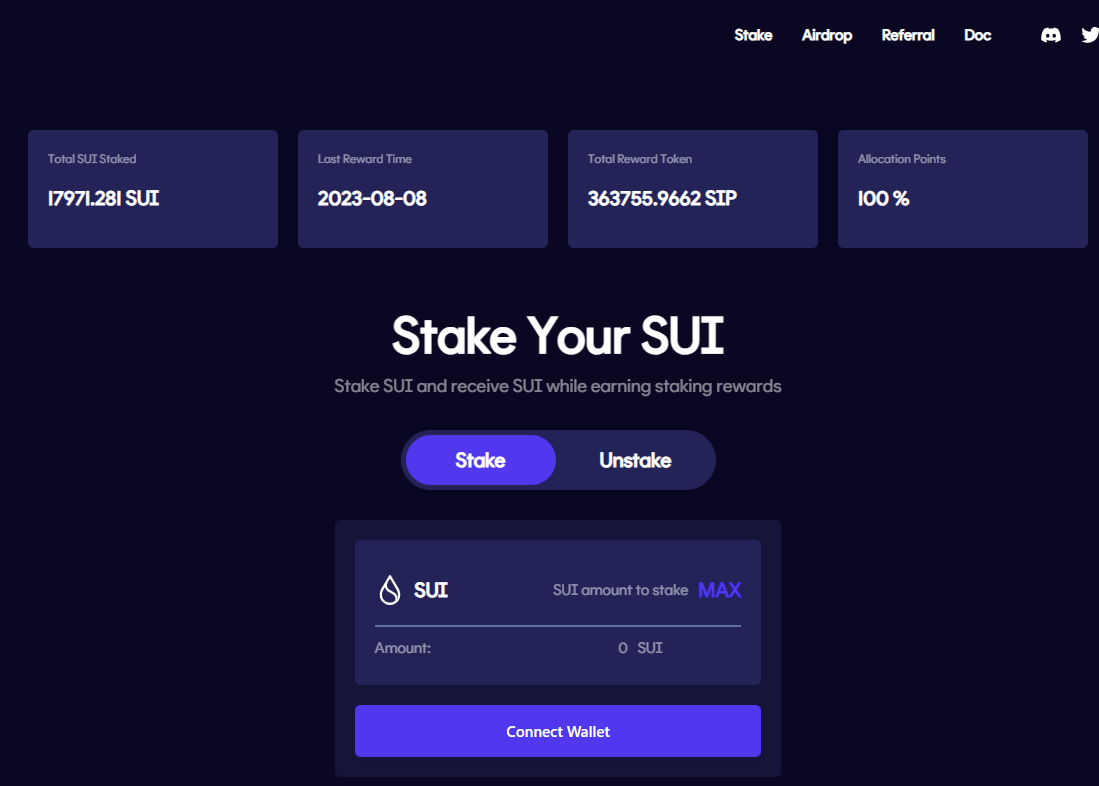 Stake Airdrop Referral Doc
Total SUI Staked Last Reward Time Total Reward Token Allocation Points
17971.281 SUI 2023-08-08 363755.9662 SIP 100 %
Stake Your SUI
Stake SUI and receive SUI while earning staking rewards
Stake Unstake
SUI SUI amount to stake MAX
Amount: 0 SUI
Connect Wallet